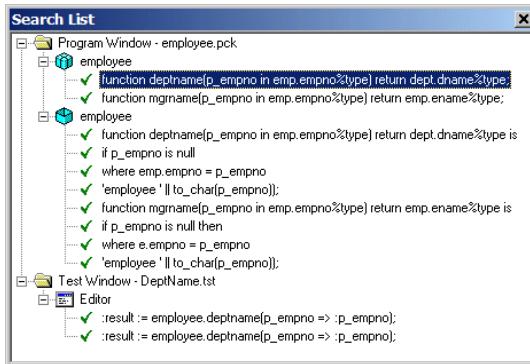 Search List
Program Window - employee.pck
employee
function deptname(p_empno in emp.empno%type) return dept.dname%type;
function mgrname(p_empno in emp.empno%type) return emp.ename%type;
employee
function deptname(p_empno in emp.empno%type) return dept.dname%type is
if p_empno is null
where emp.empno = p_empno
'employee ' || to_char(p_empno));
function mgrname(p_empno in emp.empno%type) return emp.ename%type is
if p_empno is null then
where e.empno = p_empno
'employee ' || to_char(p_empno));
Test Window - DeptName.tst
Editor
:result := employee.deptname(p_empno => :p_empno);
:result := employee.deptname(p_empno => :p_empno);